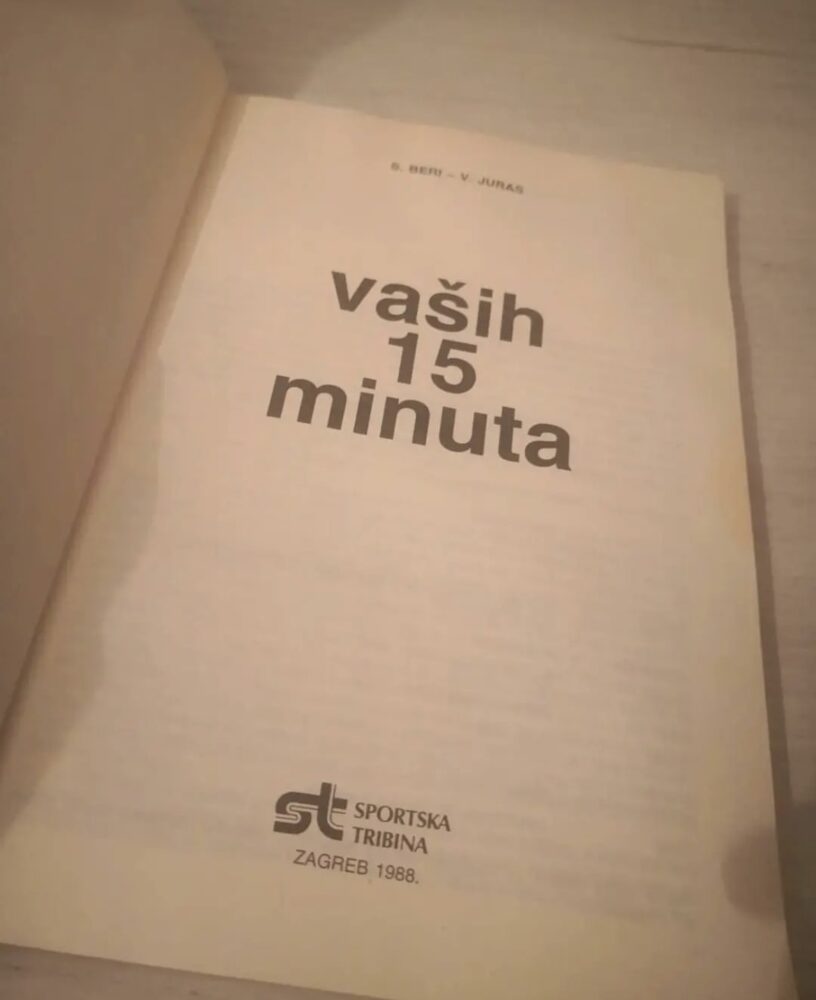 S. BERI – V. JURAS
vaših
15
minuta
st SPORTSKA
TRIBINA
ZAGREB 1988.